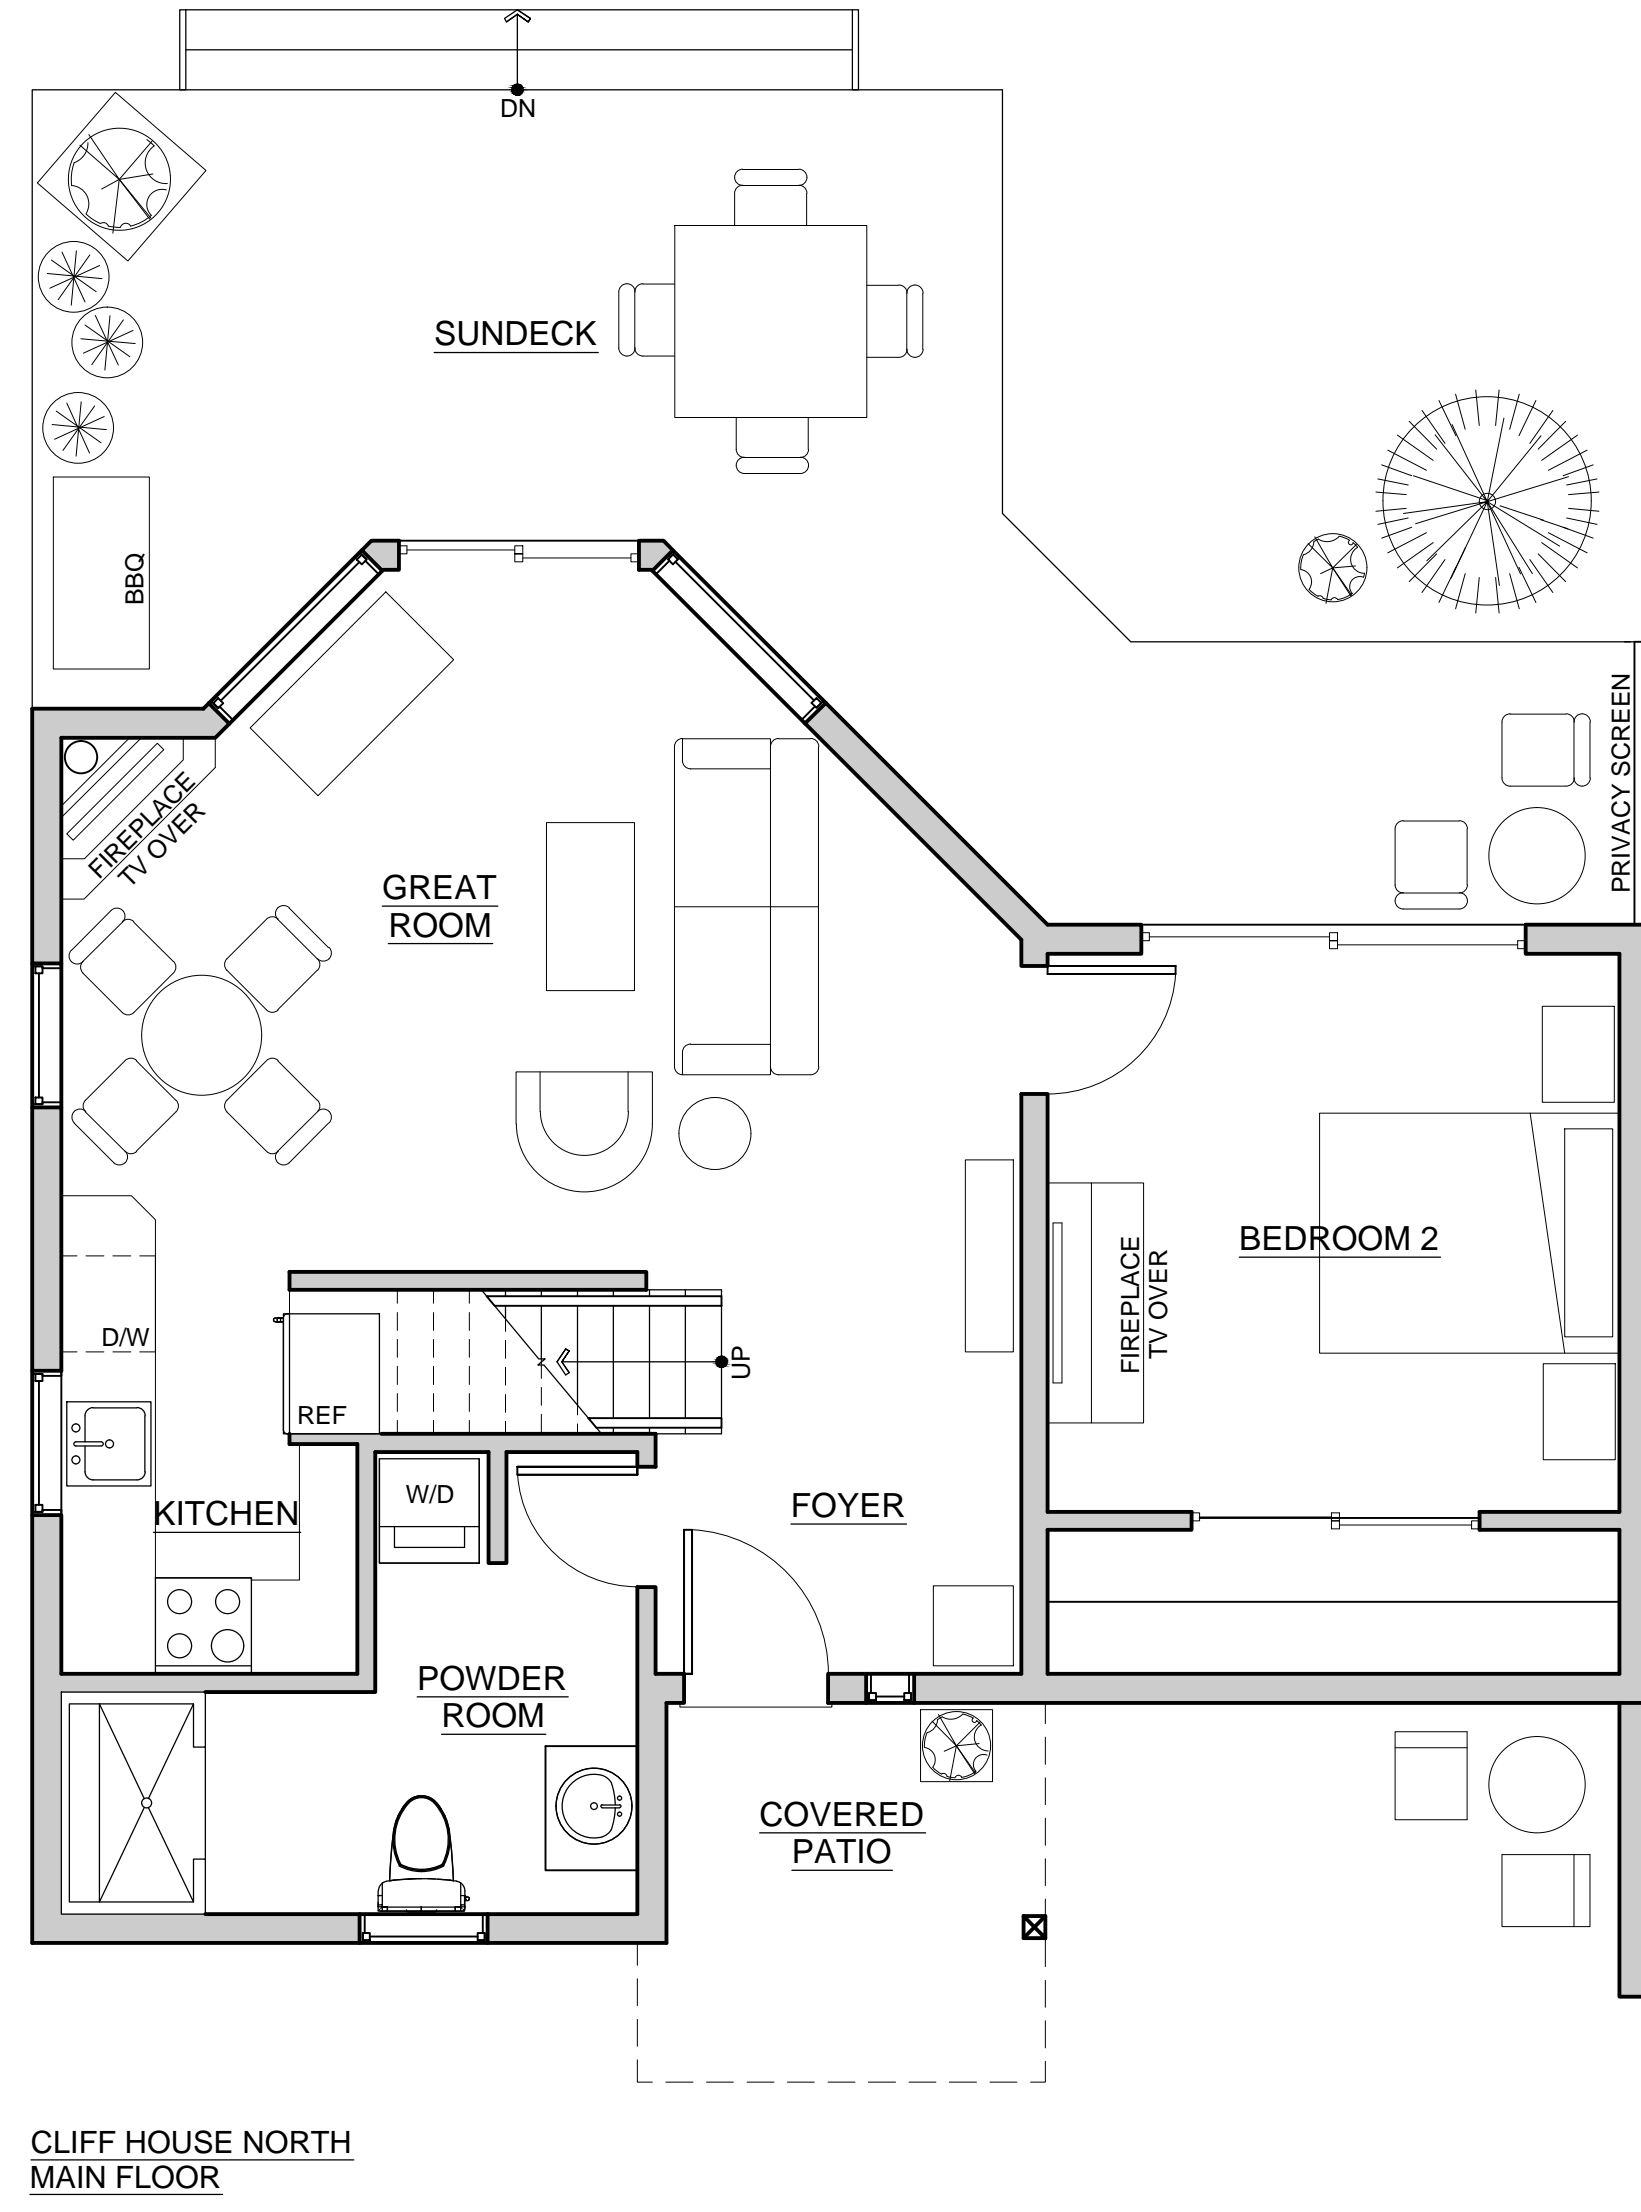 DN
SUNDECK
BBQ
PRIVACY SCREEN
FIREPLACE
TV OVER
GREAT
ROOM
BEDROOM 2
FIREPLACE
TV OVER
D/W
UP
REF
W/D
KITCHEN
FOYER
POWDER
ROOM
COVERED
PATIO
CLIFF HOUSE NORTH
MAIN FLOOR